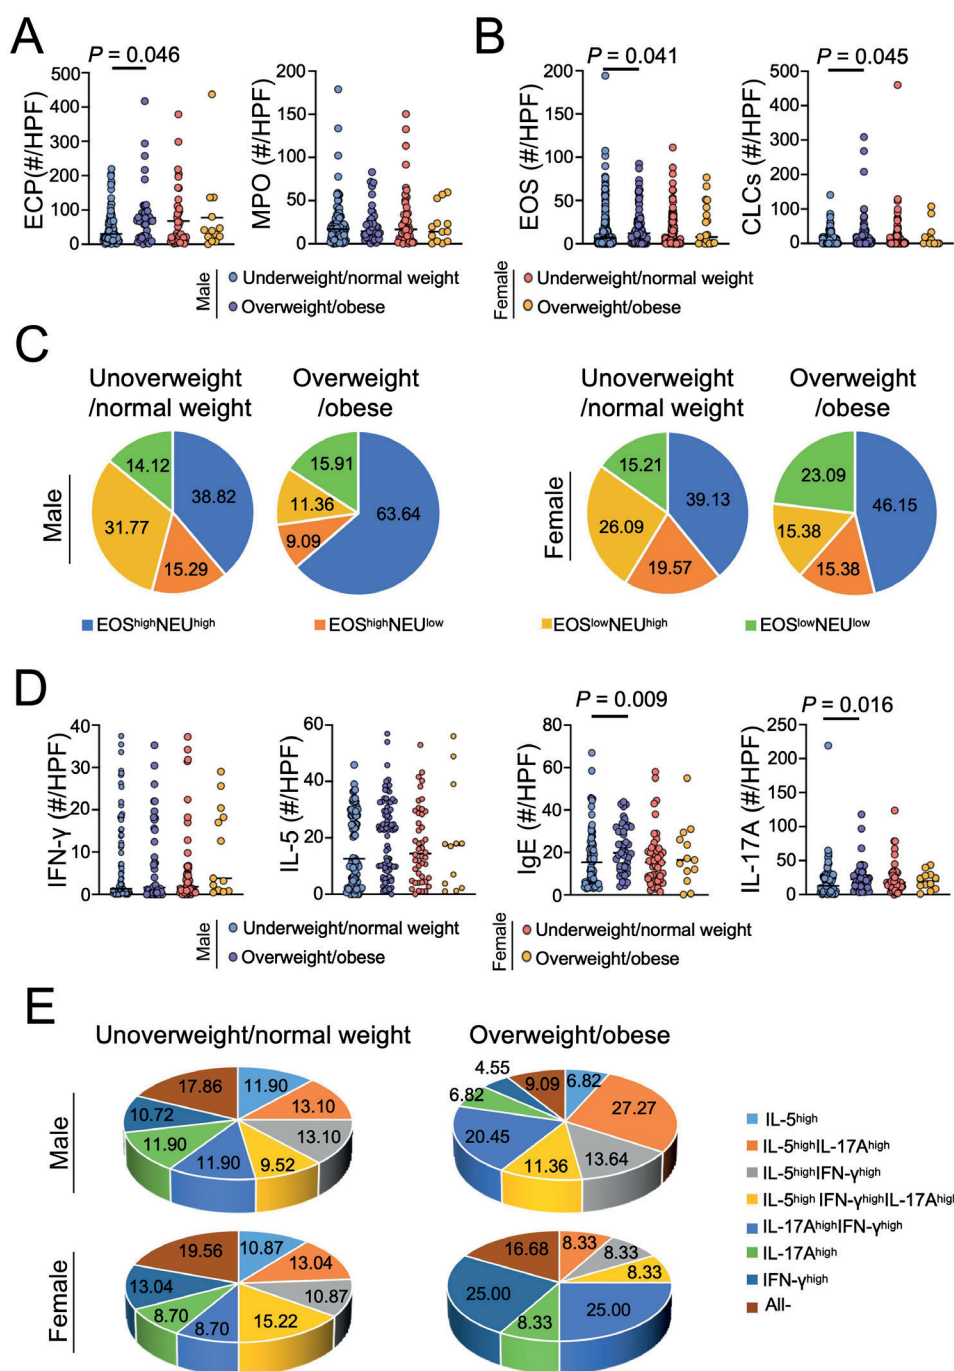 A
P = 0.046
ECP(#/HPF)
500
400
300
200
100
0
MPO (#/HPF)
200
150
100
50
0
B
P = 0.041
EOS (#/HPF)
200
150
100
50
0
P = 0.045
CLCs (#/HPF)
500
400
300
200
100
0
Male
Underweight/normal weight
Overweight/obese
Female
Underweight/normal weight
Overweight/obese
C
Unoverweight
/normal weight
Overweight
/obese
Unoverweight
/normal weight
Overweight
/obese
Male
14.12
38.82
31.77
15.29
15.91
11.36
63.64
9.09
Female
15.21
39.13
26.09
19.57
23.09
46.15
15.38
15.38
EOShighNEUhigh
EOShighNEUlow
EOSlowNEUhigh
EOSlowNEUlow
D
IFN-γ (#/HPF)
40
30
20
10
0
IL-5 (#/HPF)
60
40
20
0
P = 0.009
IgE (#/HPF)
80
60
40
20
0
P = 0.016
IL-17A (#/HPF)
250
200
150
100
50
0
Male
Underweight/normal weight
Overweight/obese
Female
Underweight/normal weight
Overweight/obese
E
Unoverweight/normal weight
Overweight/obese
Male
17.86
11.90
10.72
13.10
13.10
11.90
11.90
9.52
4.55
9.09
6.82
6.82
27.27
20.45
11.36
13.64
Female
19.56
10.87
13.04
13.04
10.87
8.70
8.70
15.22
16.68
8.33
8.33
8.33
25.00
25.00
8.33
IL-5high
IL-5highIL-17Ahigh
IL-5highIFN-γhigh
IL-5high IFN-γhighIL-17Ahigh
IL-17AhighIFN-γhigh
IL-17Ahigh
IFN-γhigh
All-